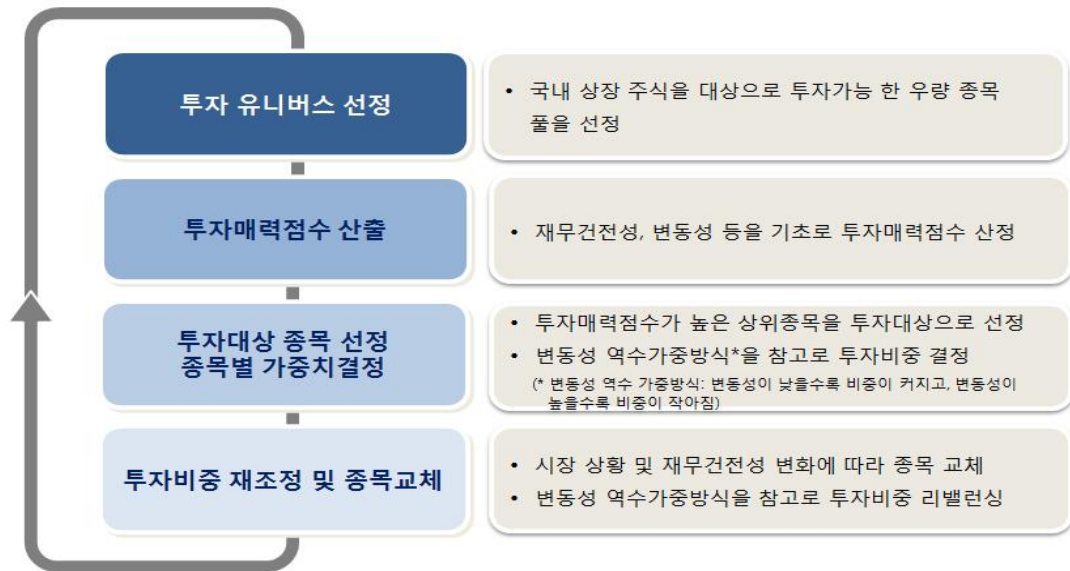 투자 유니버스 선정
• 국내 상장 주식을 대상으로 투자가능 한 우량 종목
풀을 선정
투자매력점수 산출
• 재무건전성, 변동성 등을 기초로 투자매력점수 산정
투자대상 종목 선정
종목별 가중치결정
• 투자매력점수가 높은 상위종목을 투자대상으로 선정
• 변동성 역수가중방식*을 참고로 투자비중 결정
(* 변동성 역수 가중방식: 변동성이 낮을수록 비중이 커지고, 변동성이
높을수록 비중이 작아짐)
투자비중 재조정 및 종목교체
• 시장 상황 및 재무건전성 변화에 따라 종목 교체
• 변동성 역수가중방식을 참고로 투자비중 리밸런싱